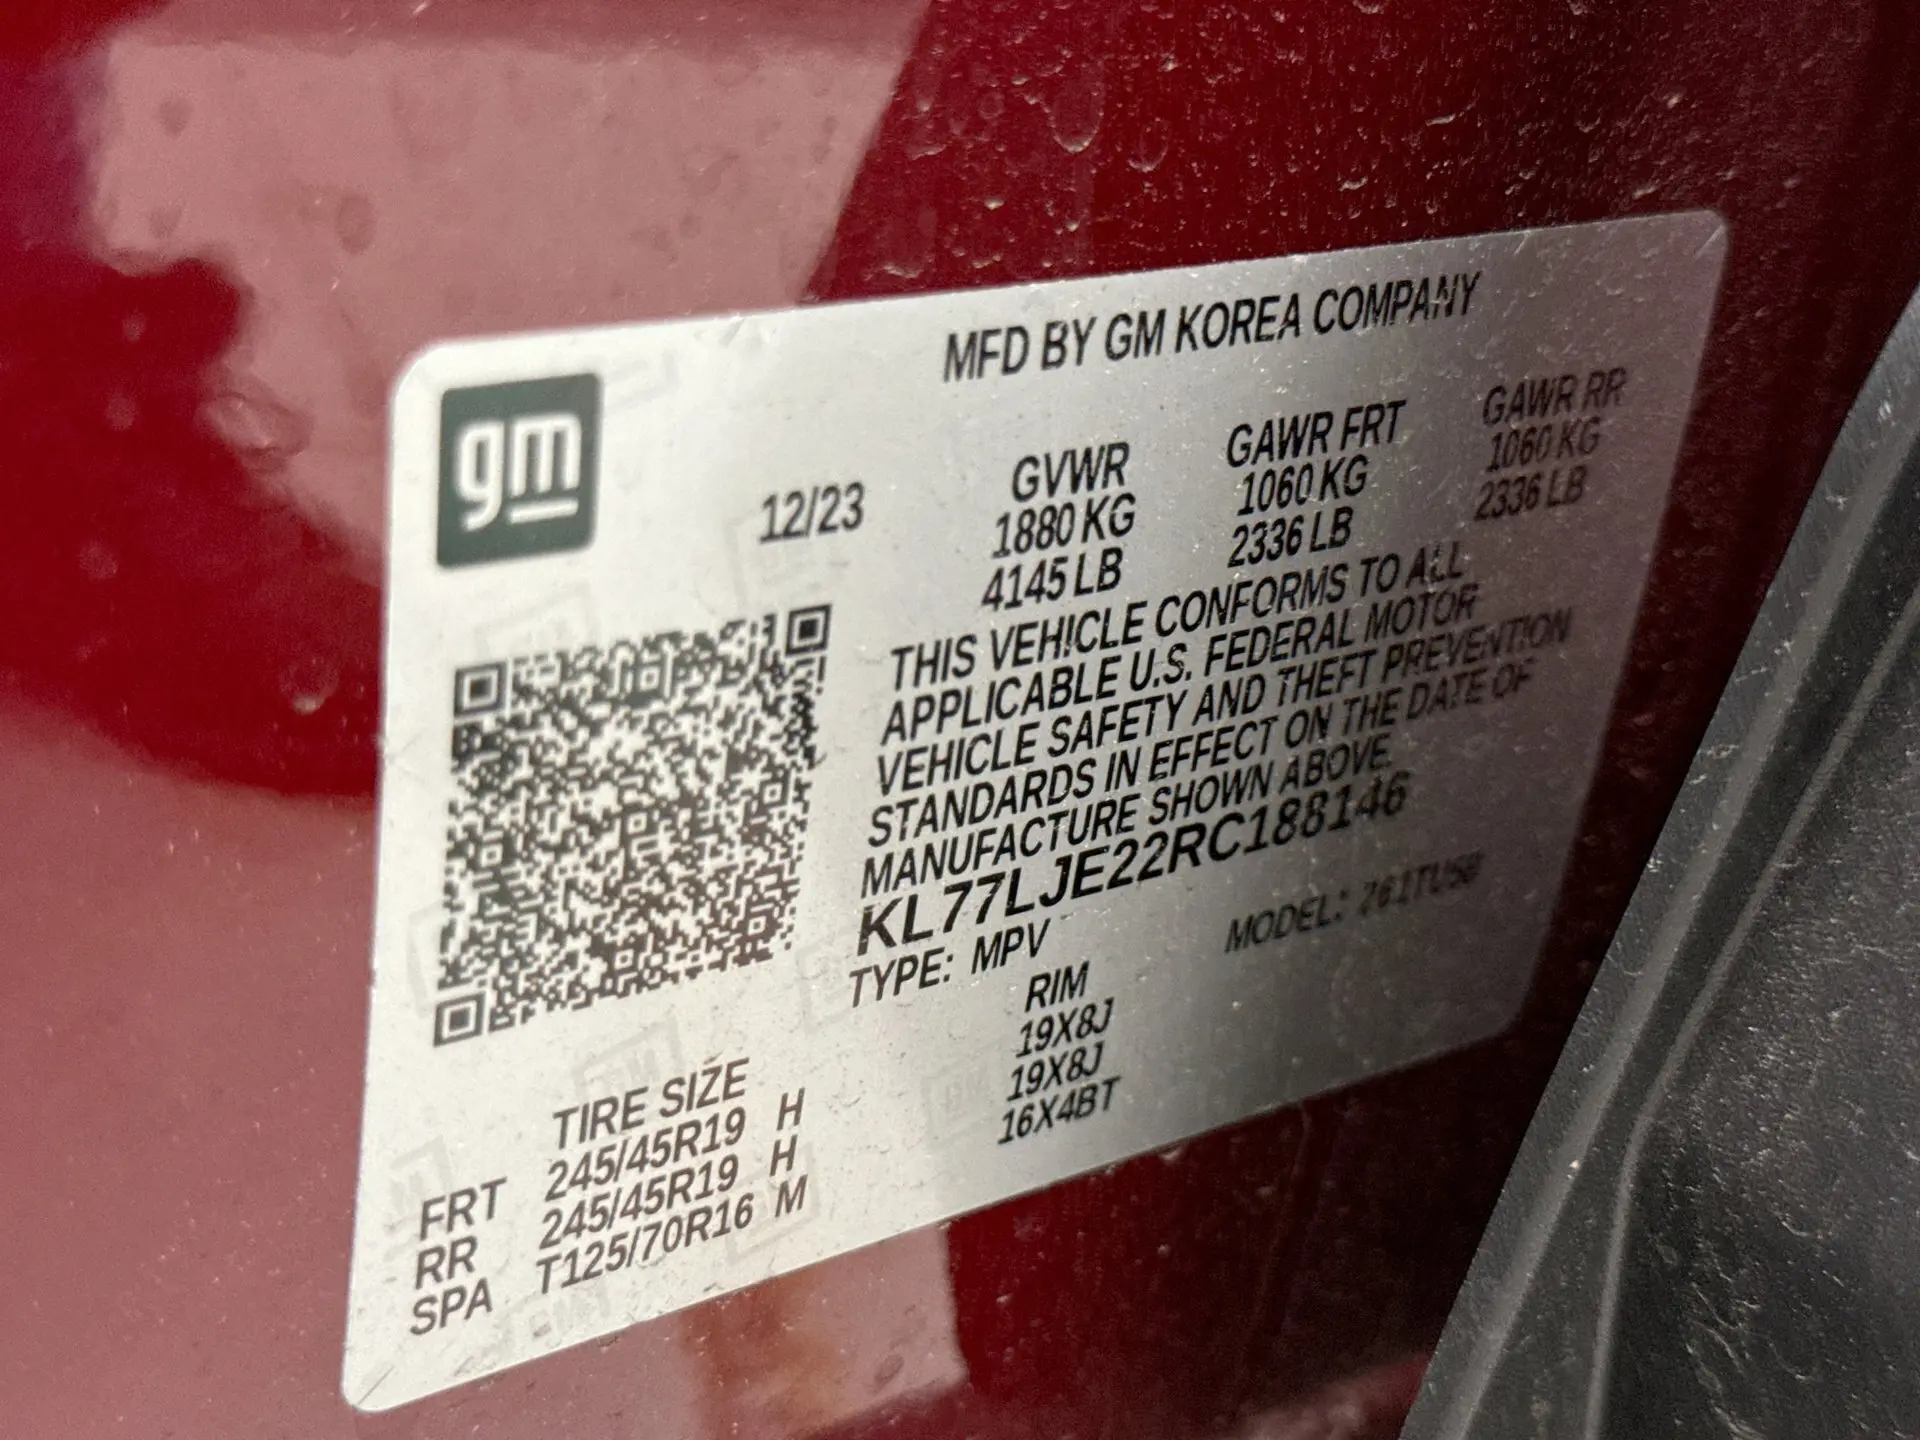 MFD BY GM KOREA COMPANY
gm
12/23
GVWR
1880 KG
4145 LB
GAWR FRT
1060 KG
2336 LB
GAWR RR
1060 KG
2336 LB
THIS VEHICLE CONFORMS TO ALL
APPLICABLE U.S. FEDERAL MOTOR
VEHICLE SAFETY AND THEFT PREVENTION
STANDARDS IN EFFECT ON THE DATE OF
MANUFACTURE SHOWN ABOVE.
KL77LJE22RC188146
TYPE: MPV
MODEL:
TIRE SIZE
RIM
FRT 245/45R19 H 19X8J
RR 245/45R19 H 19X8J
SPA T125/70R16 M 16X4BT